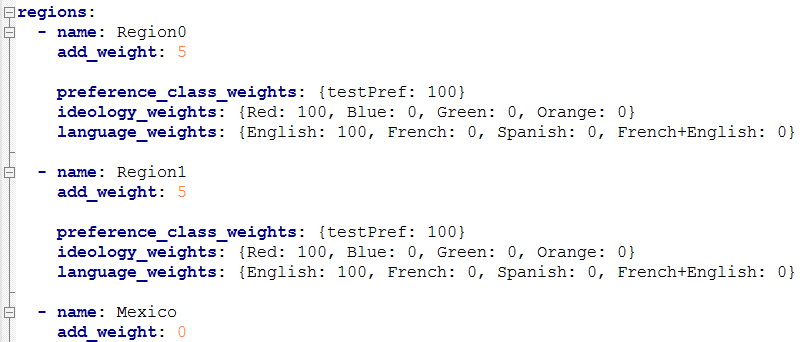 regions:
  - name: Region0
    add_weight: 5
    preference_class_weights: {testPref: 100}
    ideology_weights: {Red: 100, Blue: 0, Green: 0, Orange: 0}
    language_weights: {English: 100, French: 0, Spanish: 0, French+English: 0}
  - name: Region1
    add_weight: 5
    preference_class_weights: {testPref: 100}
    ideology_weights: {Red: 100, Blue: 0, Green: 0, Orange: 0}
    language_weights: {English: 100, French: 0, Spanish: 0, French+English: 0}
  - name: Mexico
    add_weight: 0